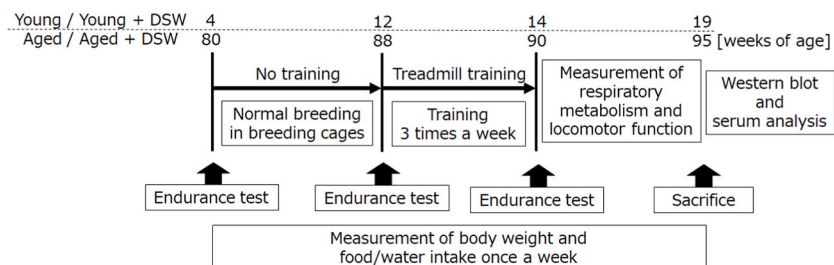 Young / Young + DSW 4 12 14 19
Aged / Aged + DSW 80 88 90 95 [weeks of age]
No training
Treadmill training
Normal breeding
in breeding cages
Training
3 times a week
Measurement of
respiratory
metabolism and
locomotor function
Western blot
and
serum analysis
Endurance test
Endurance test
Endurance test
Sacrifice
Measurement of body weight and
food/water intake once a week